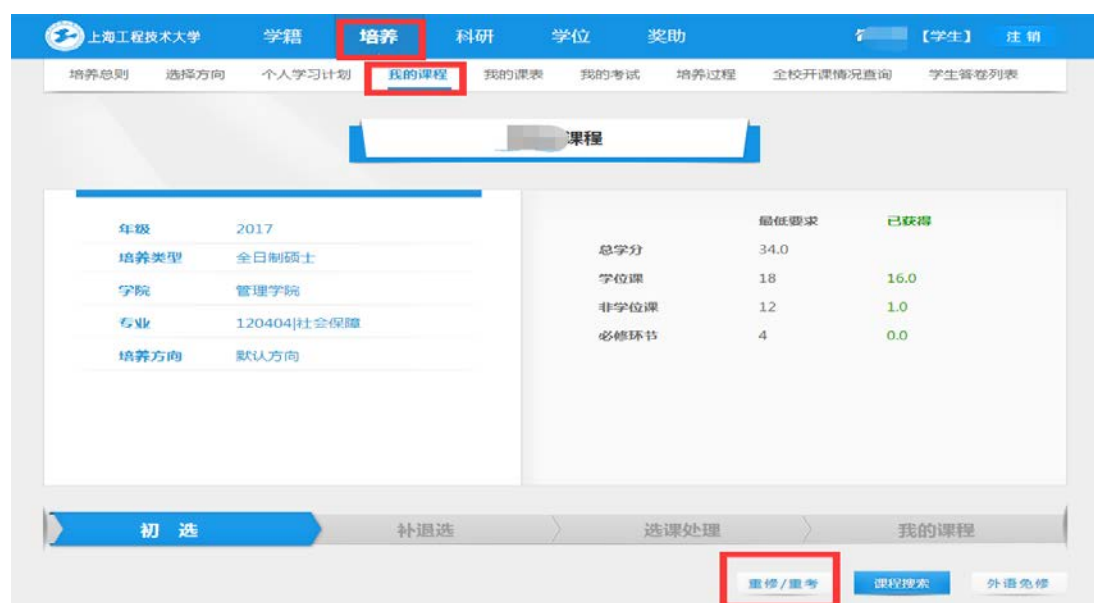 上海工程技术大学 学籍 培养 科研 学位 奖助 【学生】 注销
培养总则 选择方向 个人学习计划 我的课程 我的课表 我的考试 培养过程 全校开课情况查询 学生答卷列表
课程
年级 2017
培养类型 全日制硕士
学院 管理学院
专业 120404|社会保障
培养方向 默认方向
最低要求 已获得
总学分 34.0
学位课 18 16.0
非学位课 12 1.0
必修环节 4 0.0
初 选 补退选 选课处理 我的课程
重修/重考 课程搜索 外语免修